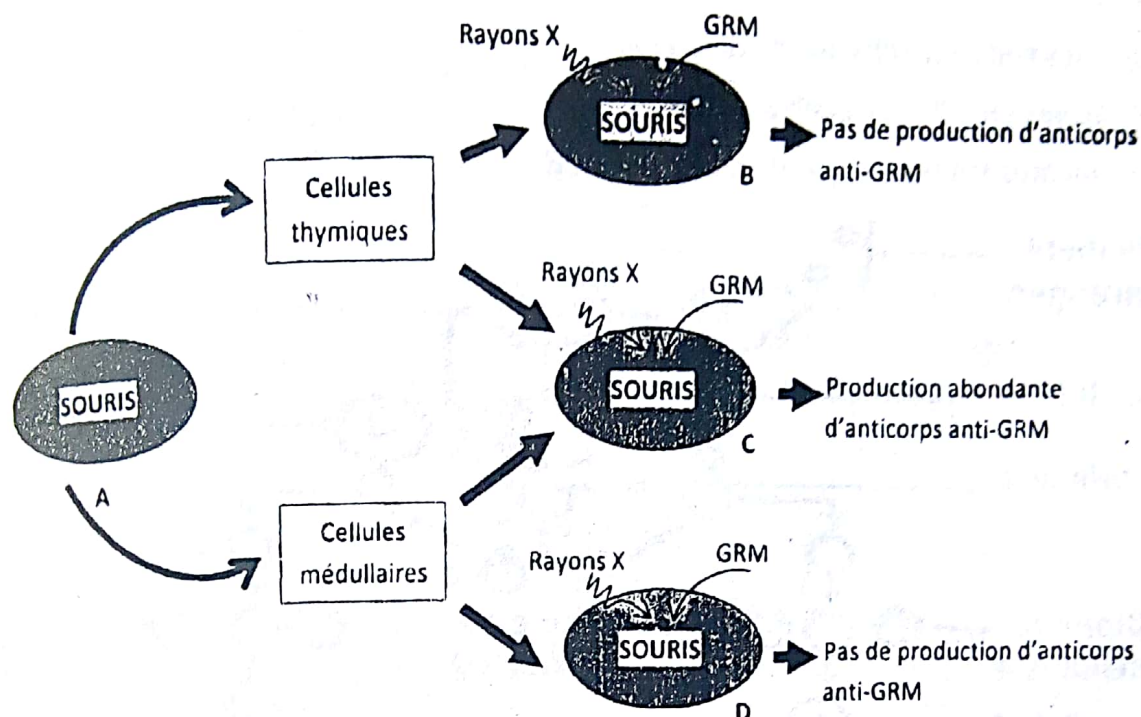 Rayons X
GRM
SOURIS
B
Pas de production d'anticorps
anti-GRM
Cellules
thymiques
Rayons X
GRM
SOURIS
C
Production abondante
d'anticorps anti-GRM
SOURIS
A
Cellules
médullaires
Rayons X
GRM
SOURIS
D
Pas de production d'anticorps
anti-GRM